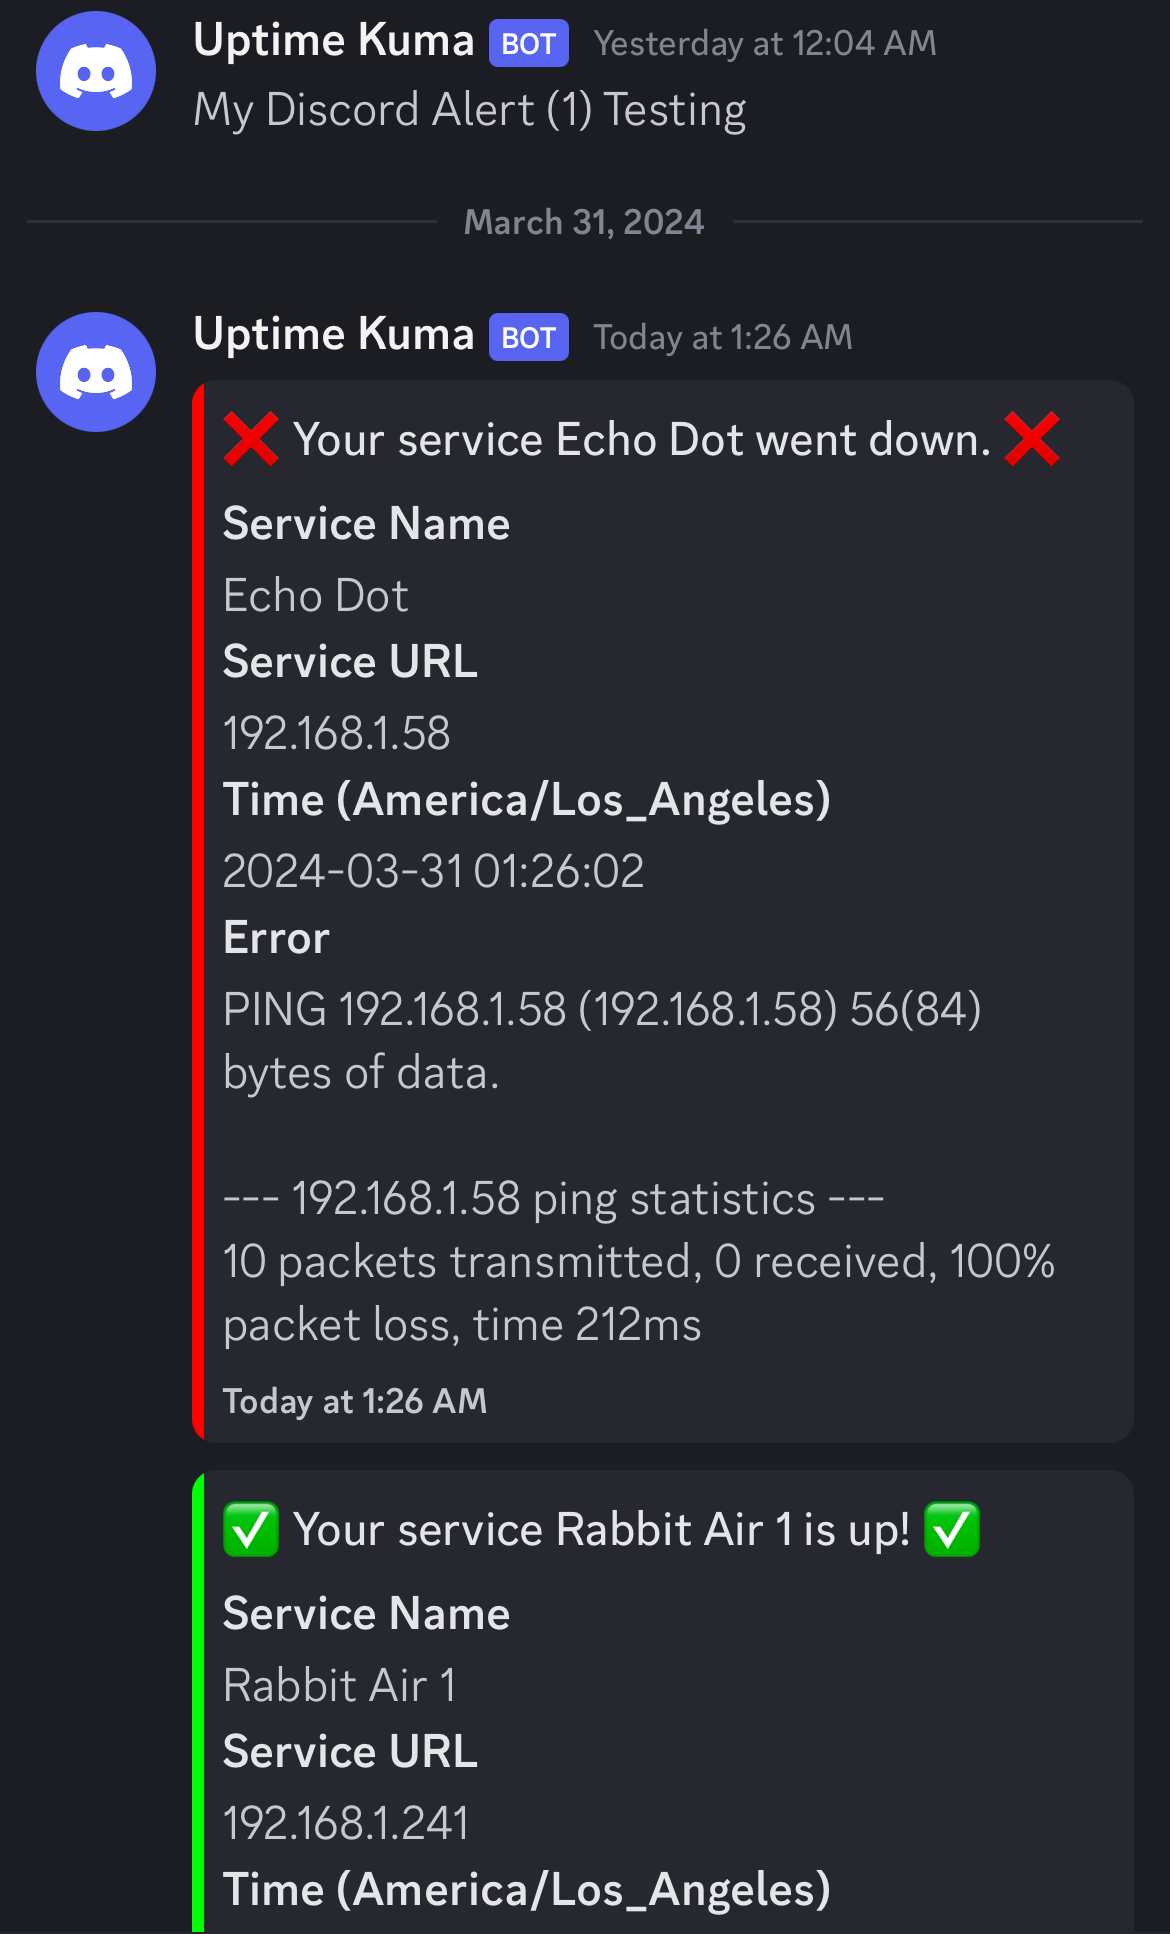 Uptime Kuma BOT Yesterday at 12:04 AM
My Discord Alert (1) Testing
March 31, 2024
Uptime Kuma BOT Today at 1:26 AM
❌ Your service Echo Dot went down. ❌
Service Name
Echo Dot
Service URL
192.168.1.58
Time (America/Los_Angeles)
2024-03-31 01:26:02
Error
PING 192.168.1.58 (192.168.1.58) 56(84)
bytes of data.
--- 192.168.1.58 ping statistics ---
10 packets transmitted, 0 received, 100%
packet loss, time 212ms
Today at 1:26 AM
✅ Your service Rabbit Air 1 is up! ✅
Service Name
Rabbit Air 1
Service URL
192.168.1.241
Time (America/Los_Angeles)